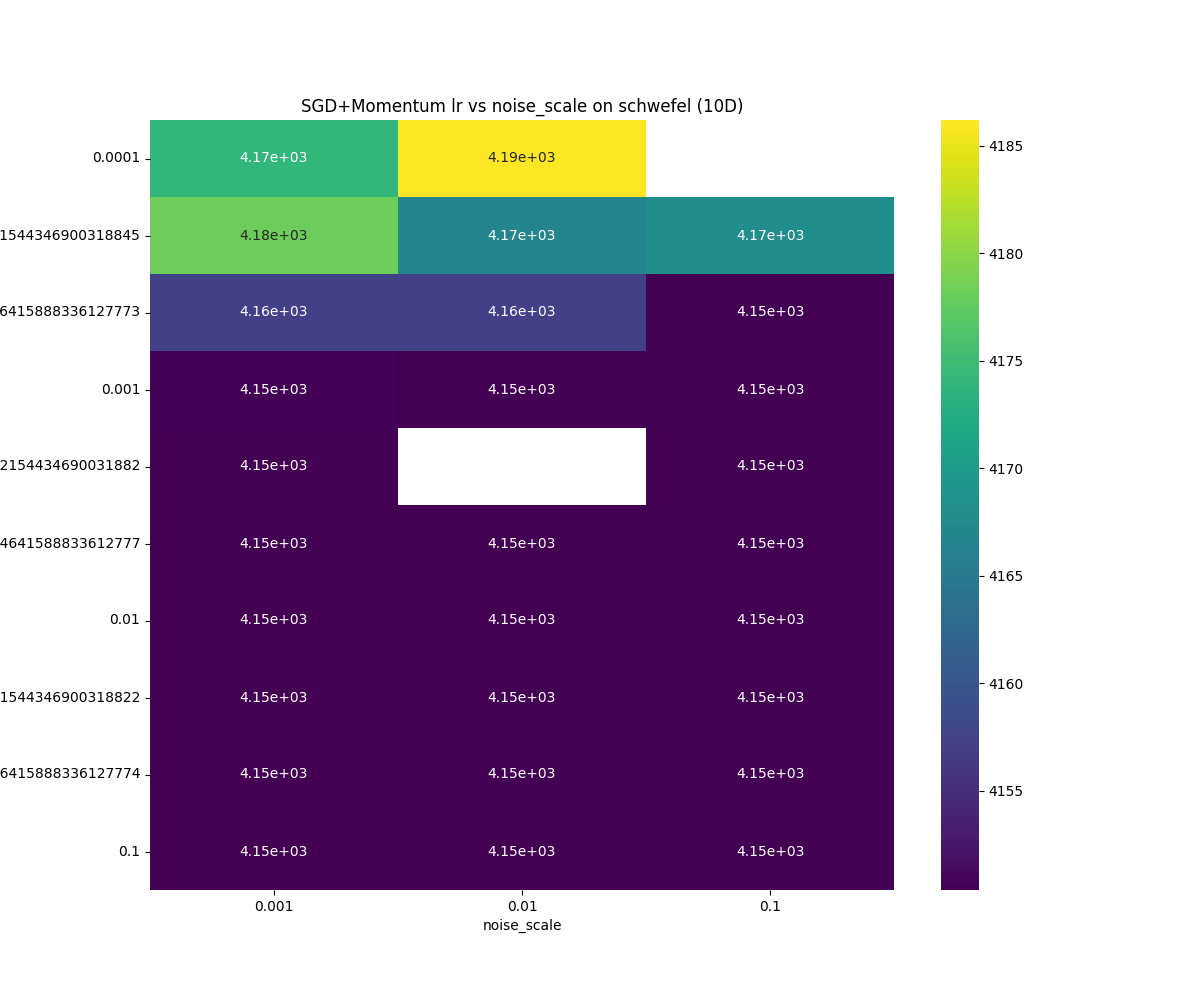 SGD+Momentum lr vs noise_scale on schwefel (10D)
0.0001 4.17e+03 4.19e+03
1544346900318845 4.18e+03 4.17e+03 4.17e+03
6415888336127773 4.16e+03 4.16e+03 4.15e+03
0.001 4.15e+03 4.15e+03 4.15e+03
2154434690031882 4.15e+03 4.15e+03
4641588833612777 4.15e+03 4.15e+03 4.15e+03
0.01 4.15e+03 4.15e+03 4.15e+03
1544346900318822 4.15e+03 4.15e+03 4.15e+03
6415888336127774 4.15e+03 4.15e+03 4.15e+03
0.1 4.15e+03 4.15e+03 4.15e+03
0.001 0.01 0.1
noise_scale
4185
4180
4175
4170
4165
4160
4155